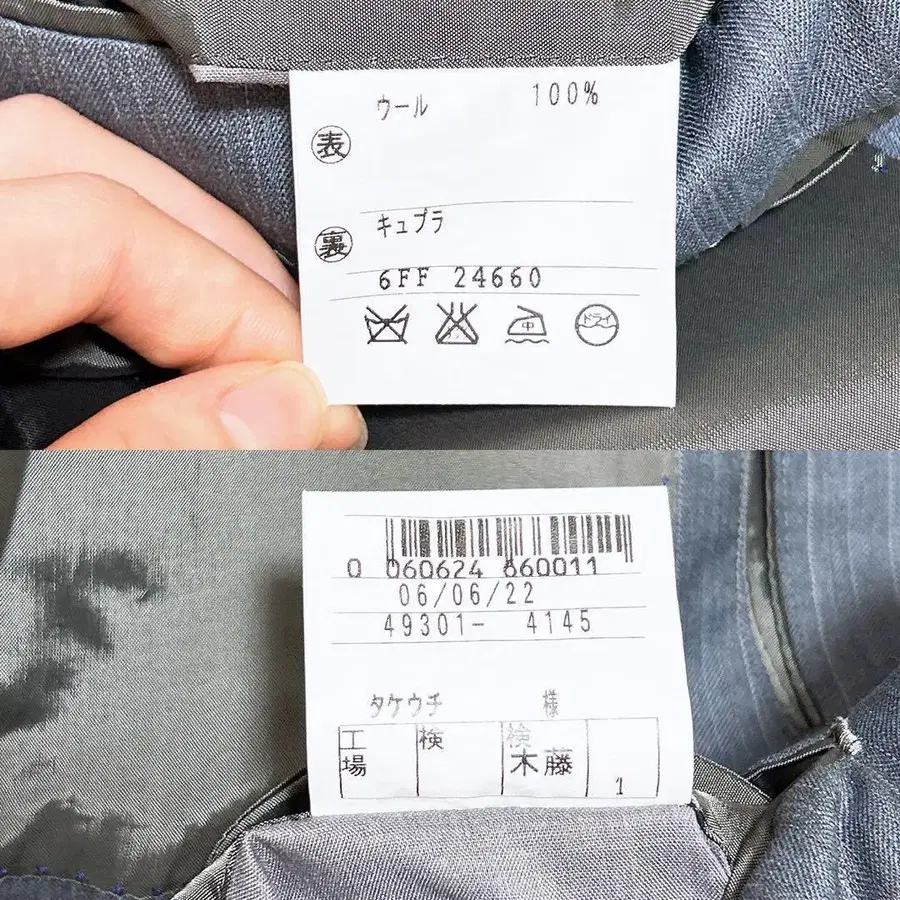 ウール 100%
表
裏 キュプラ
6FF 24660
中 ドライ
0 060624 660011
06/06/22
49301- 4145
タケウチ 様
工場 検 検 木藤 1